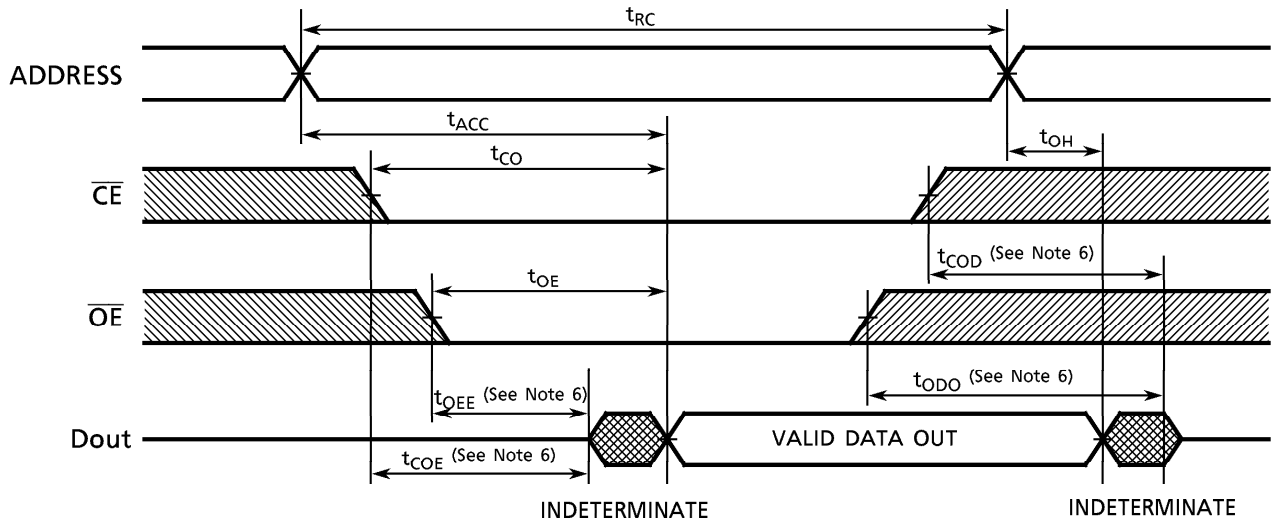 tRC
ADDRESS
tACC
tOH
tCO
CE
tCOD (See Note 6)
tOE
OE
tODO (See Note 6)
tOEE (See Note 6)
Dout
VALID DATA OUT
tCOE (See Note 6)
INDETERMINATE
INDETERMINATE